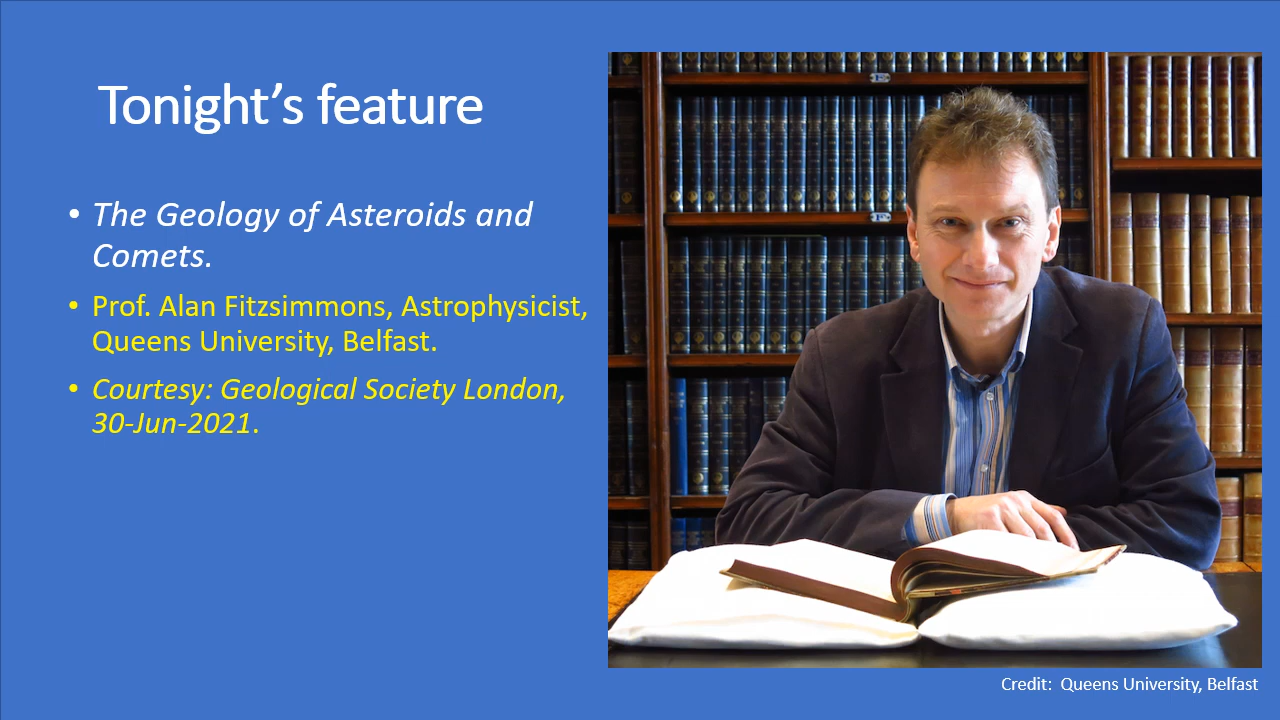 Tonight’s feature
• The Geology of Asteroids and
Comets.
• Prof. Alan Fitzsimmons, Astrophysicist,
Queens University, Belfast.
• Courtesy: Geological Society London,
30-Jun-2021.
Credit:  Queens University, Belfast